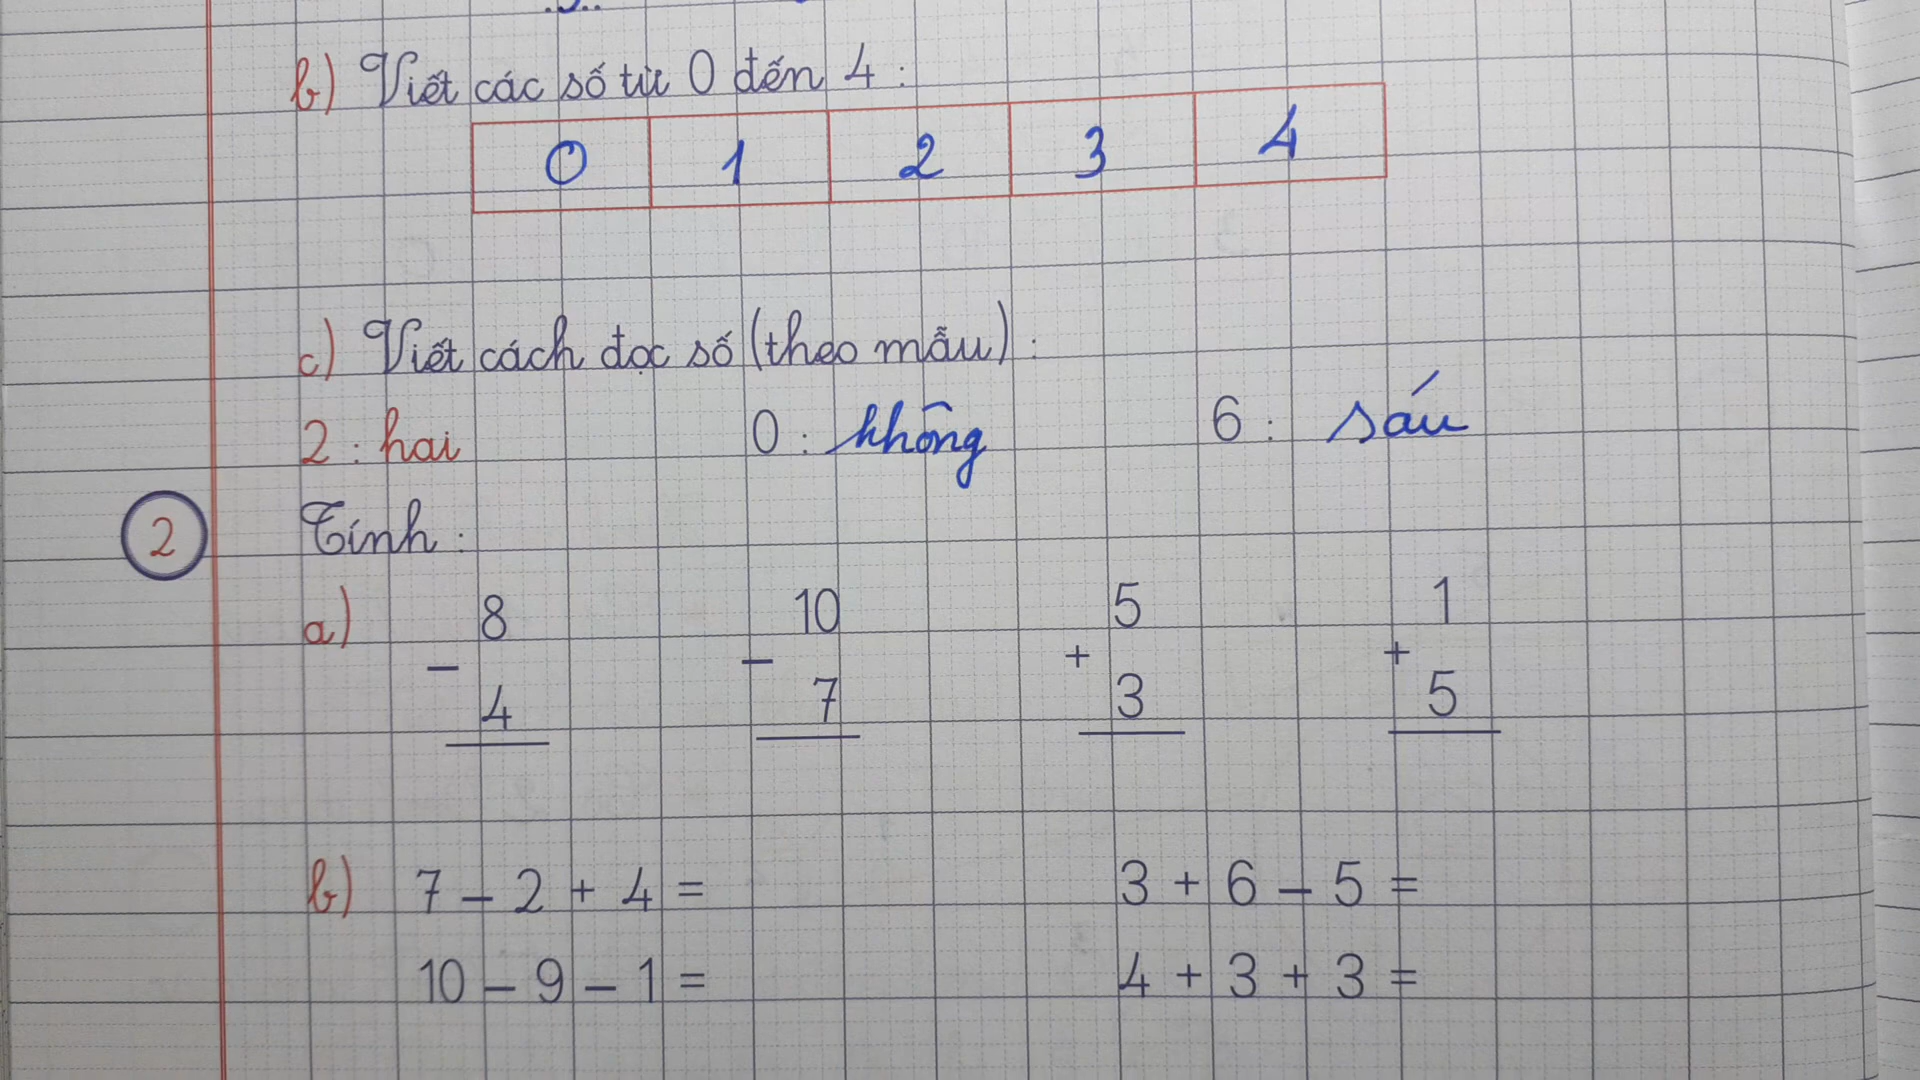 b) Viết các số từ 0 đến 4 :
0 1 2 3 4
c) Viết cách đọc số (theo mẫu) :
2 : hai 0 : không 6 : sáu
2 Tính :
a) 8 10 5 1
- - + +
4 7 3 5
b) 7 - 2 + 4 = 3 + 6 - 5 =
10 - 9 - 1 = 4 + 3 + 3 =